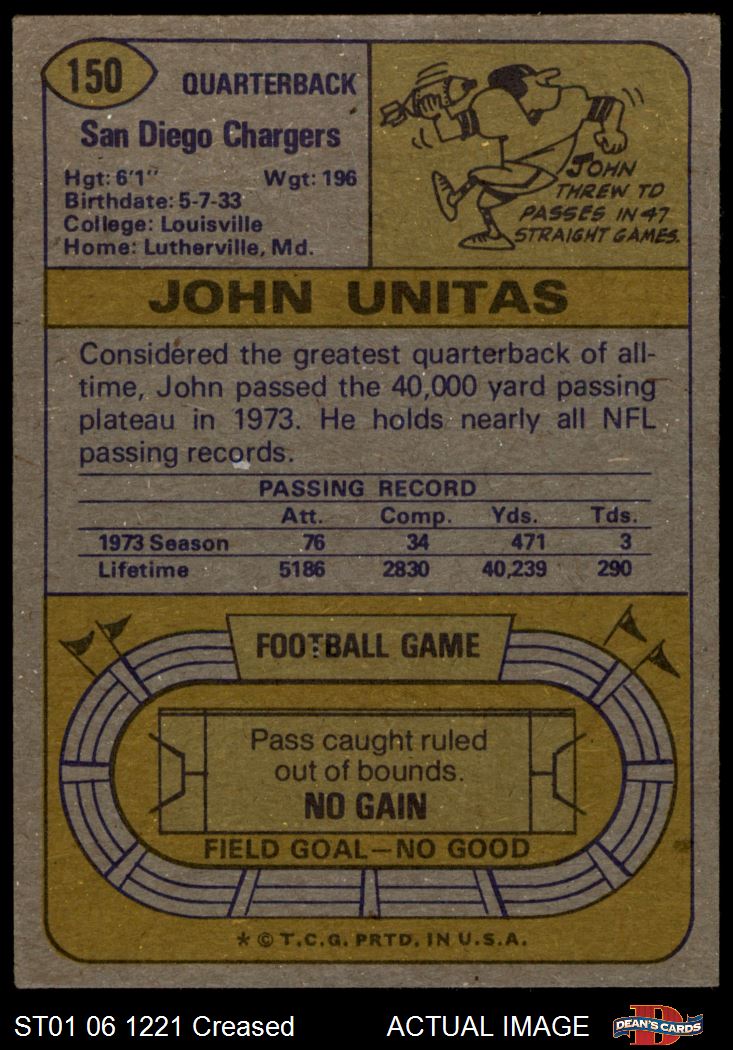 150
QUARTERBACK
San Diego Chargers
Hgt: 6'1" Wgt: 196
Birthdate: 5-7-33
College: Louisville
Home: Lutherville, Md.
JOHN
THREW TD
PASSES IN 47
STRAIGHT GAMES.
JOHN UNITAS
Considered the greatest quarterback of all-
time, John passed the 40,000 yard passing
plateau in 1973. He holds nearly all NFL
passing records.
PASSING RECORD
Att. Comp. Yds. Tds.
1973 Season 76 34 471 3
Lifetime 5186 2830 40,239 290
FOOTBALL GAME
Pass caught ruled
out of bounds.
NO GAIN
FIELD GOAL—NO GOOD
* © T.C.G. PRTD. IN U.S.A.
ST01 06 1221 Creased ACTUAL IMAGE D DEAN'S CARDS